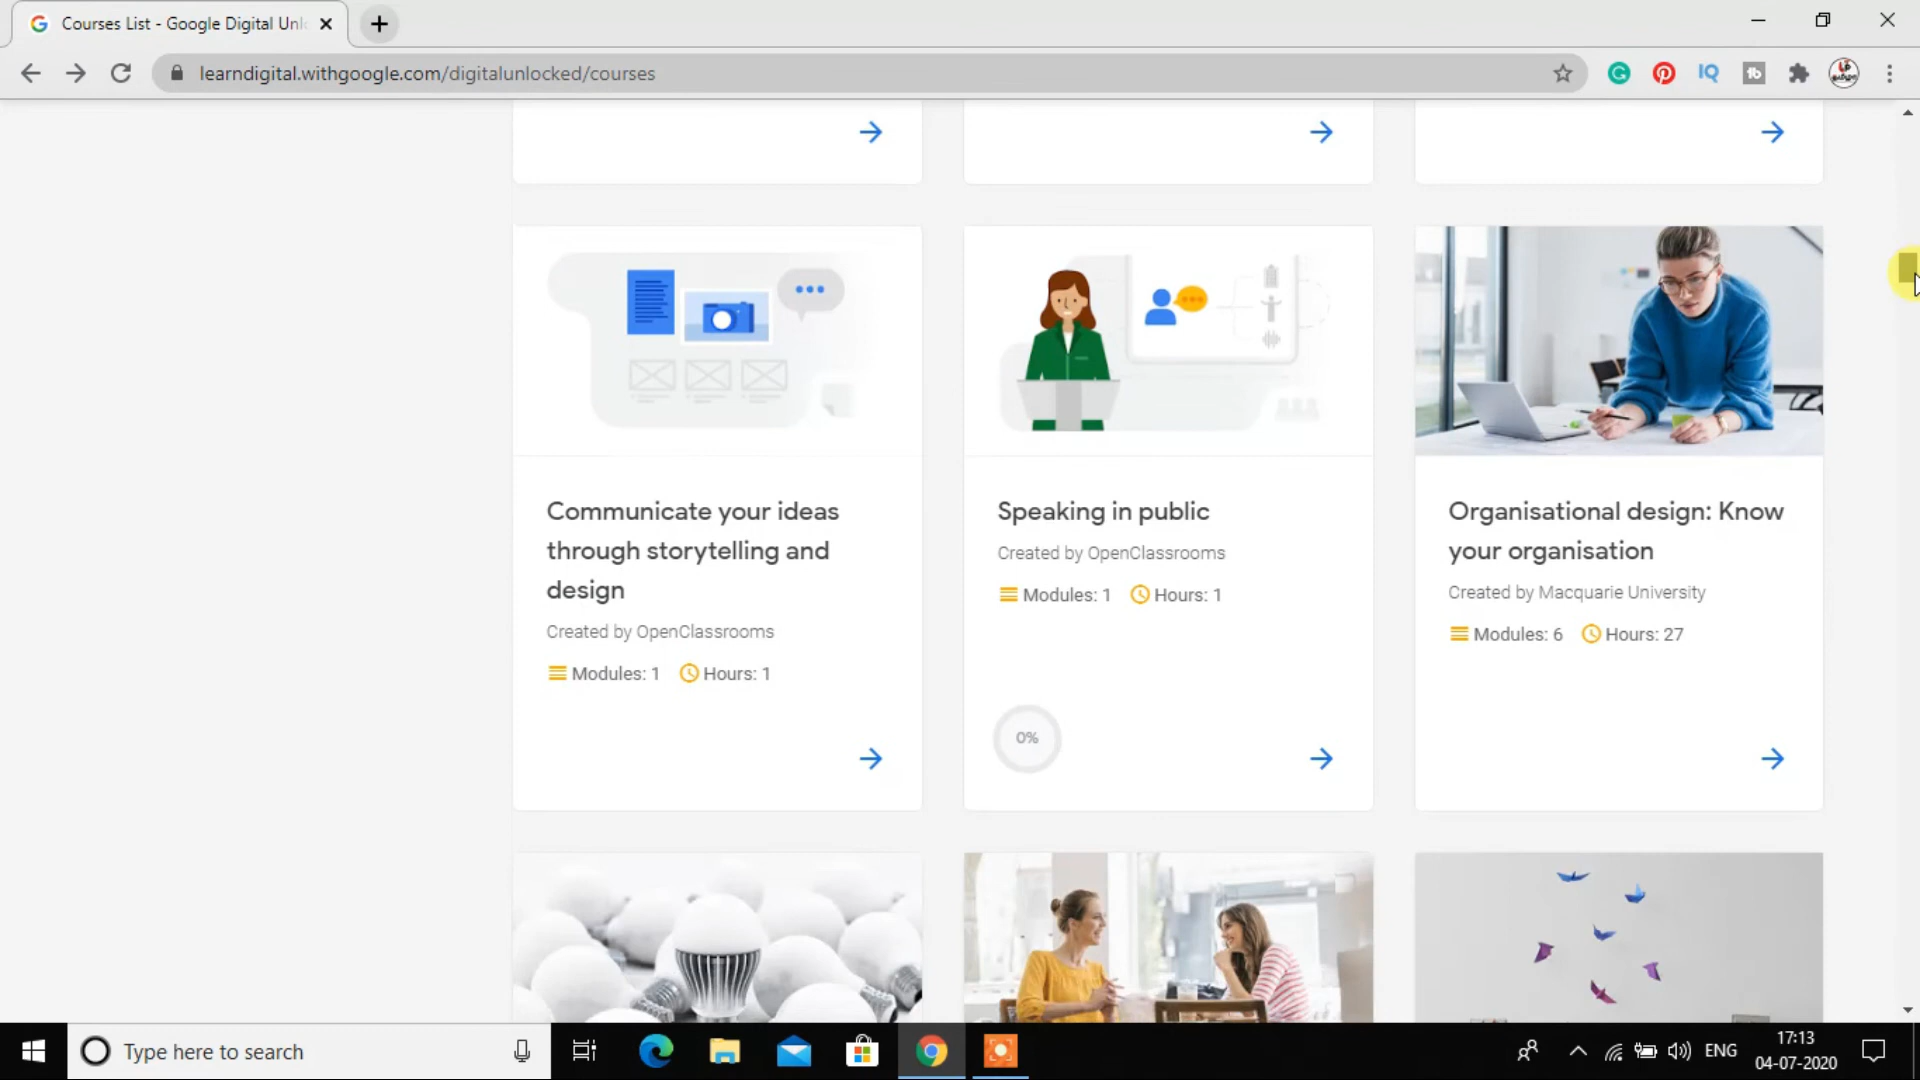 Courses List - Google Digital Unl
learndigital.withgoogle.com/digitalunlocked/courses
IQ
Communicate your ideas
through storytelling and
design
Created by OpenClassrooms
Modules: 1 Hours: 1
Speaking in public
Created by OpenClassrooms
Modules: 1 Hours: 1
0%
Organisational design: Know
your organisation
Created by Macquarie University
Modules: 6 Hours: 27
Type here to search
ENG
17:13
04-07-2020